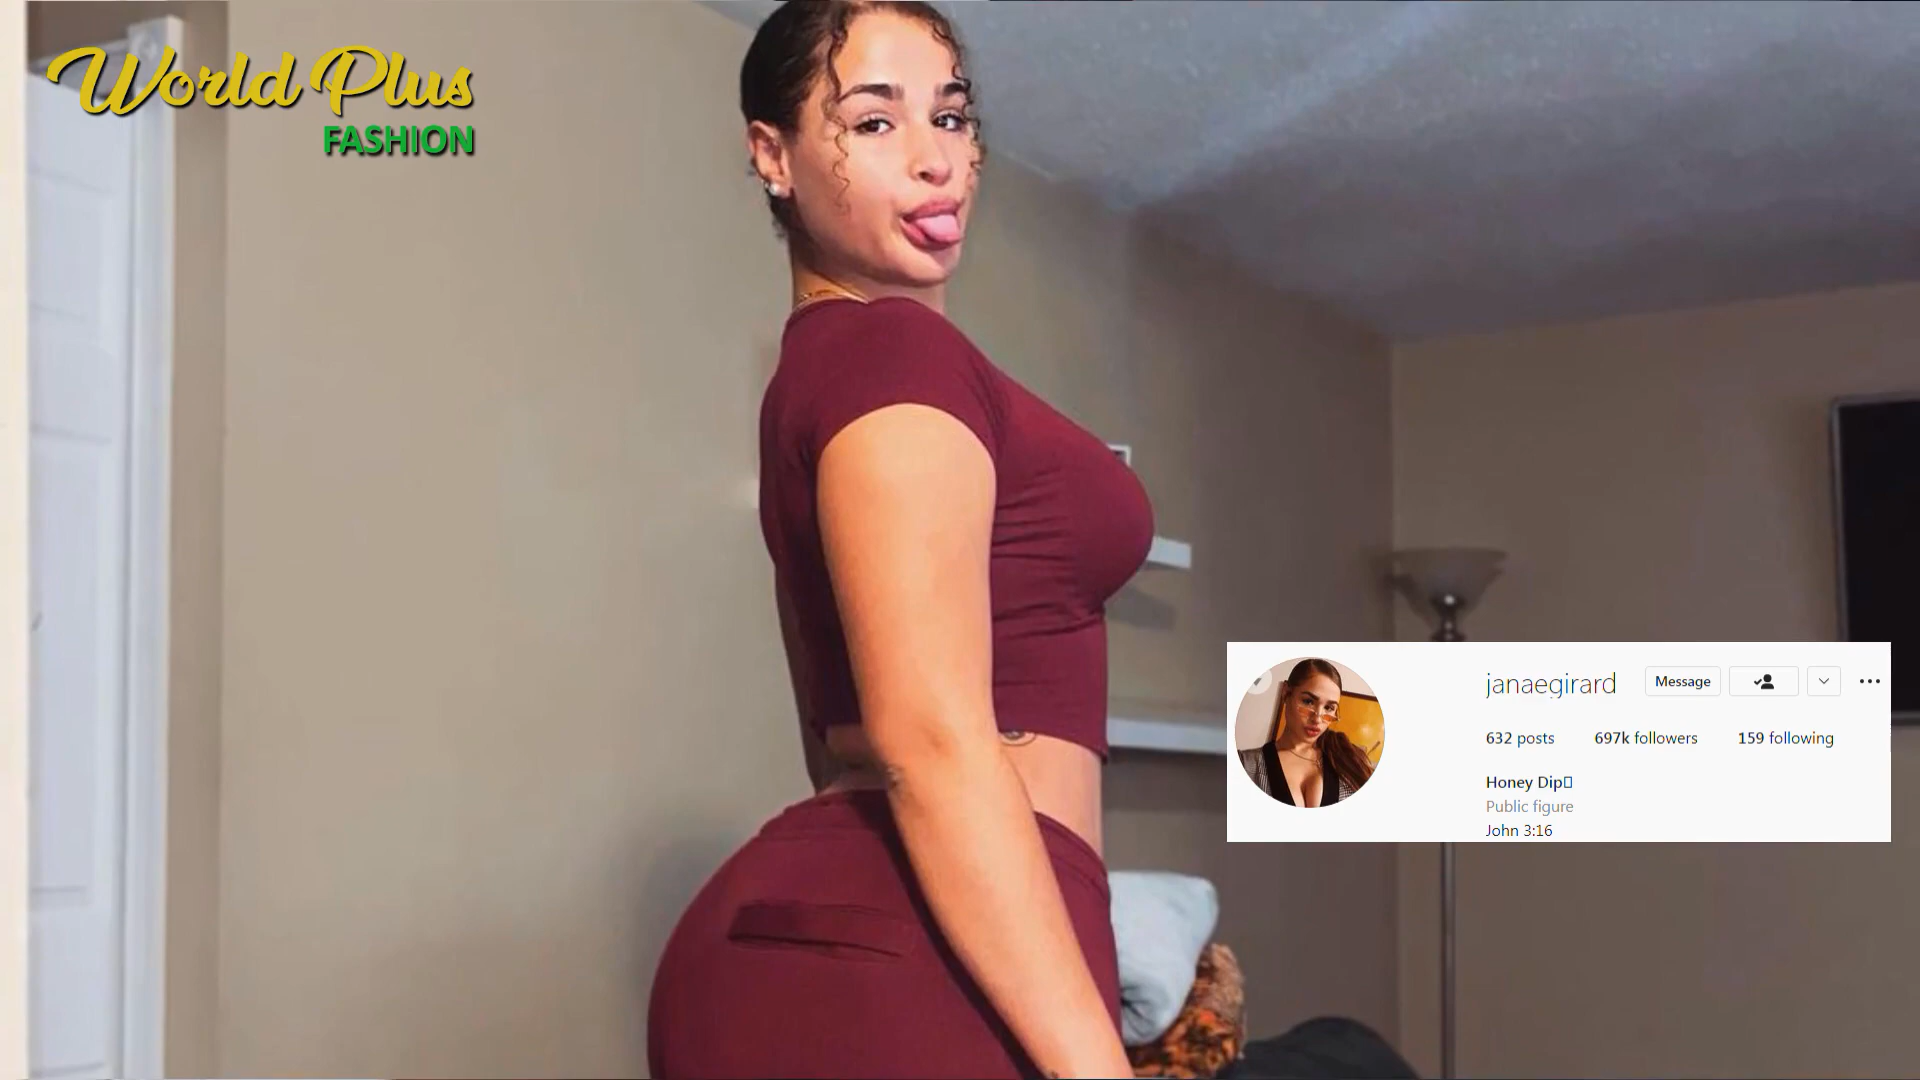 World Plus
FASHION
janaegirard Message
632 posts 697k followers 159 following
Honey Dip
Public figure
John 3:16